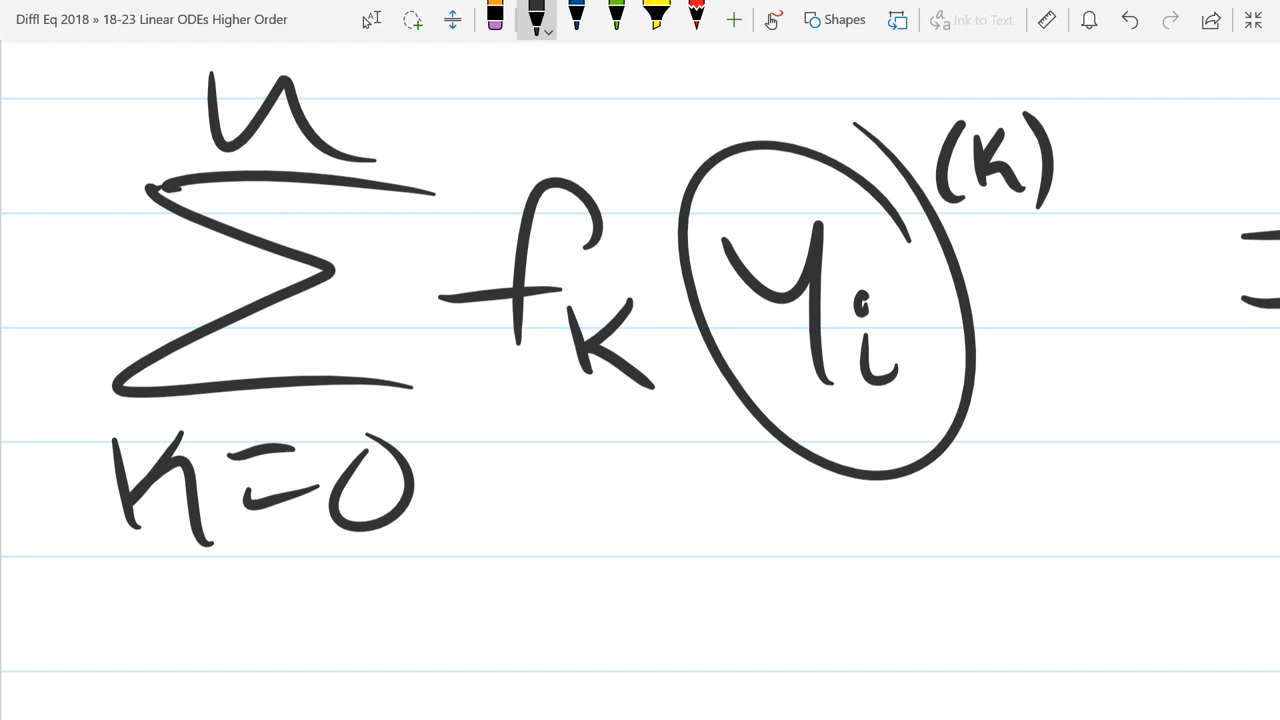 Diffl Eq 2018 » 18-23 Linear ODEs Higher Order Shapes Ink to Text
n
∑ f_K y_i^(K) =
K=0